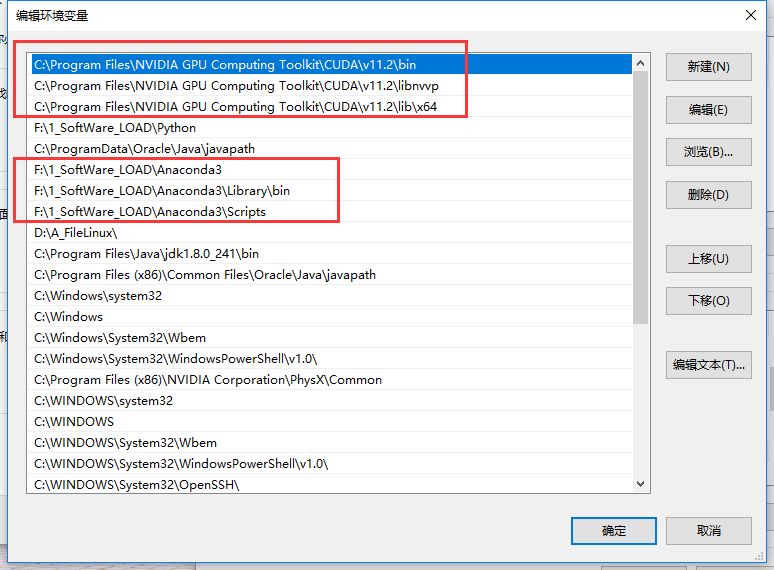 编辑环境变量
C:\Program Files\NVIDIA GPU Computing Toolkit\CUDA\v11.2\bin
C:\Program Files\NVIDIA GPU Computing Toolkit\CUDA\v11.2\libnvvp
C:\Program Files\NVIDIA GPU Computing Toolkit\CUDA\v11.2\lib\x64
F:\1_SoftWare_LOAD\Python
C:\ProgramData\Oracle\Java\javapath
F:\1_SoftWare_LOAD\Anaconda3
F:\1_SoftWare_LOAD\Anaconda3\Library\bin
F:\1_SoftWare_LOAD\Anaconda3\Scripts
D:\A_FileLinux\
C:\Program Files\Java\jdk1.8.0_241\bin
C:\Program Files (x86)\Common Files\Oracle\Java\javapath
C:\Windows\system32
C:\Windows
C:\Windows\System32\Wbem
C:\Windows\System32\WindowsPowerShell\v1.0\
C:\Program Files (x86)\NVIDIA Corporation\PhysX\Common
C:\WINDOWS\system32
C:\WINDOWS
C:\WINDOWS\System32\Wbem
C:\WINDOWS\System32\WindowsPowerShell\v1.0\
C:\WINDOWS\System32\OpenSSH\
新建(N)
编辑(E)
浏览(B)...
删除(D)
上移(U)
下移(O)
编辑文本(T)...
确定
取消